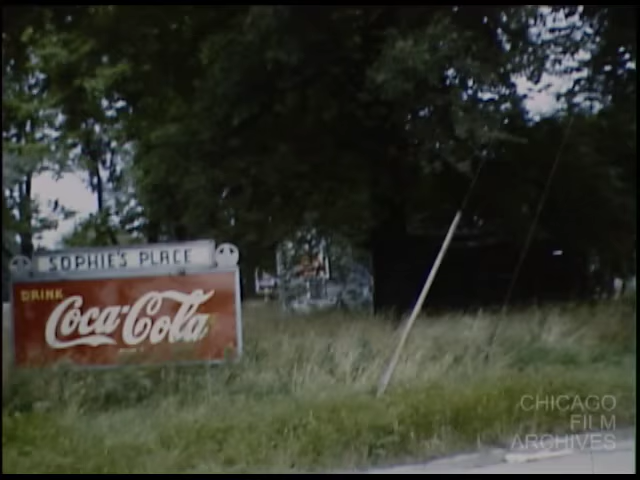 SOPHIE'S PLACE
DRINK
Coca-Cola
CHICAGO
FILM
ARCHIVES